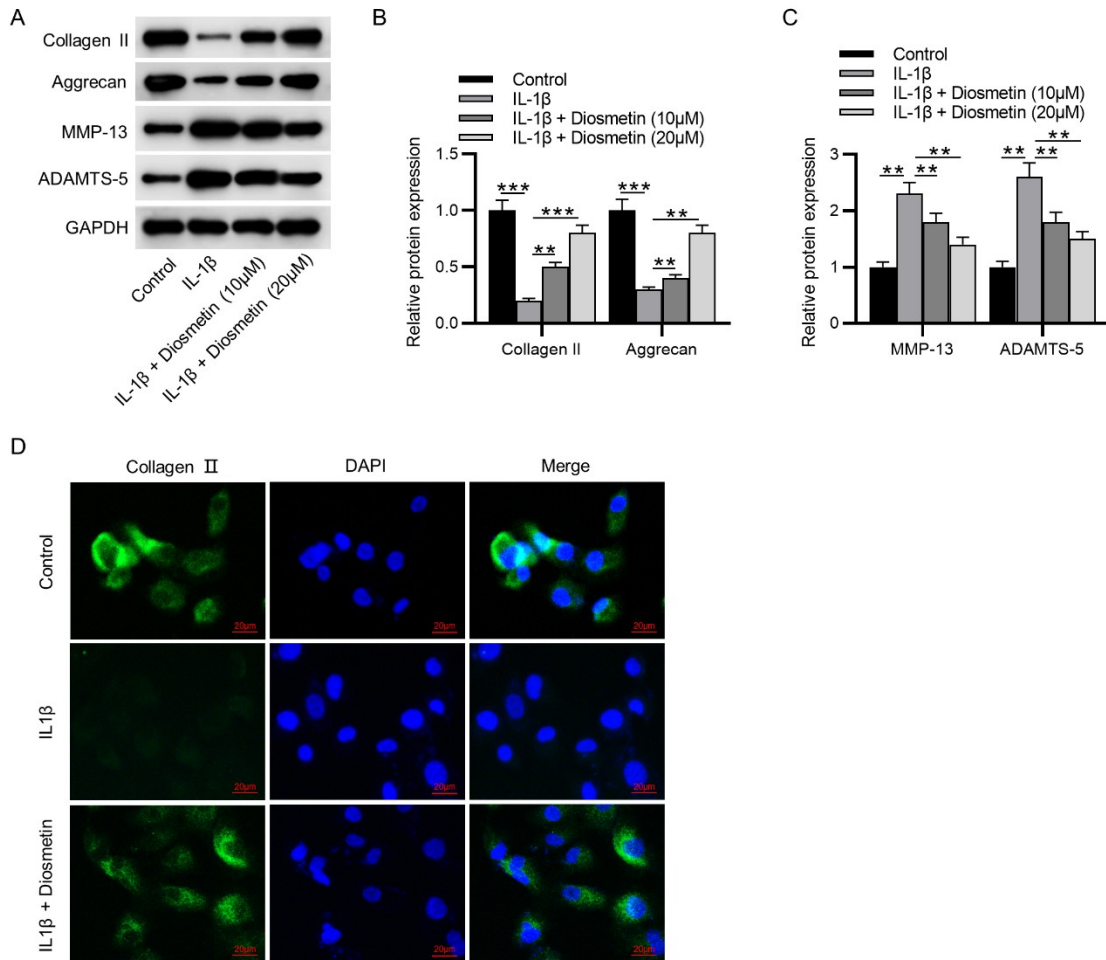 A
Collagen II
Aggrecan
MMP-13
ADAMTS-5
GAPDH
Control
IL-1β
IL-1β + Diosmetin (10μM)
IL-1β + Diosmetin (20μM)
B
Control
IL-1β
IL-1β + Diosmetin (10μM)
IL-1β + Diosmetin (20μM)
Relative protein expression
1.5
1.0
0.5
0.0
*** *** ** *** ** **
Collagen II Aggrecan
C
Control
IL-1β
IL-1β + Diosmetin (10μM)
IL-1β + Diosmetin (20μM)
Relative protein expression
3
2
1
0
** ** ** ** ** **
MMP-13 ADAMTS-5
D
Collagen II DAPI Merge
Control
20μm 20μm 20μm
IL1β
20μm 20μm 20μm
IL1β + Diosmetin
20μm 20μm 20μm